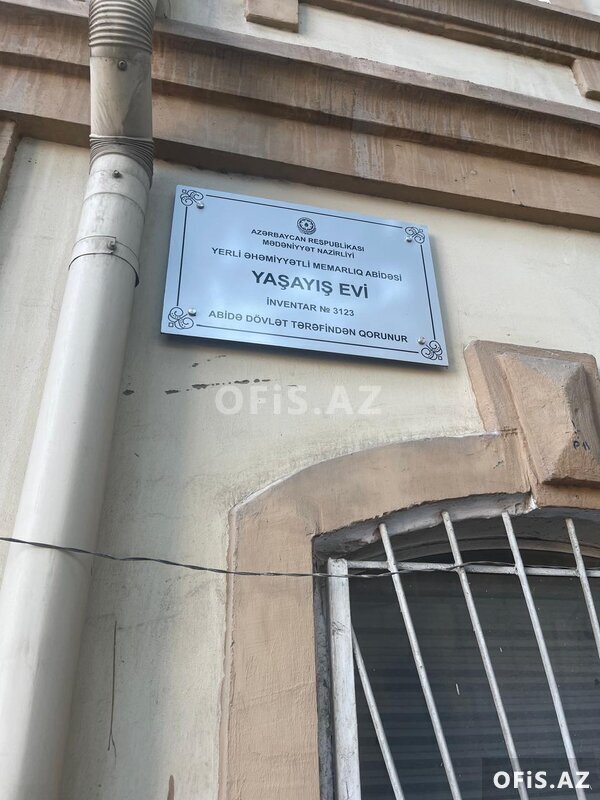 AZƏRBAYCAN RESPUBLİKASI
MƏDƏNİYYƏT NAZİRLİYİ
YERLİ ƏHƏMİYYƏTLİ MEMARLIQ ABİDƏSİ
YAŞAYIŞ EVİ
İNVENTAR № 3123
ABİDƏ DÖVLƏT TƏRƏFİNDƏN QORUNUR
OFİS.AZ
OFİS.AZ